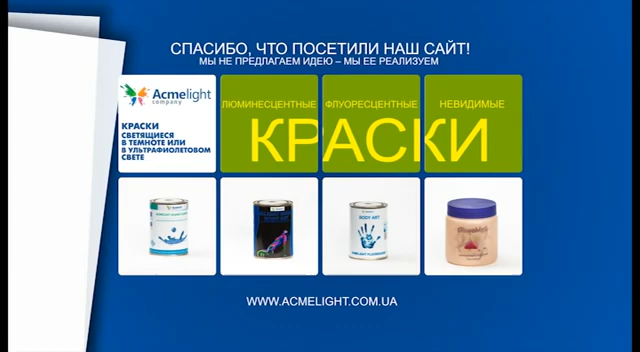 СПАСИБО, ЧТО ПОСЕТИЛИ НАШ САЙТ!
МЫ НЕ ПРЕДЛАГАЕМ ИДЕЮ – МЫ ЕЕ РЕАЛИЗУЕМ
Acmelight
company
КРАСКИ
СВЕТЯЩИЕСЯ
В ТЕМНОТЕ ИЛИ
В УЛЬТРАФИОЛЕТОВОМ
СВЕТЕ
ЛЮМИНЕСЦЕНТНЫЕ
ФЛУОРЕСЦЕНТНЫЕ
НЕВИДИМЫЕ
КРАСКИ
BODY ART
WWW.ACMELIGHT.COM.UA